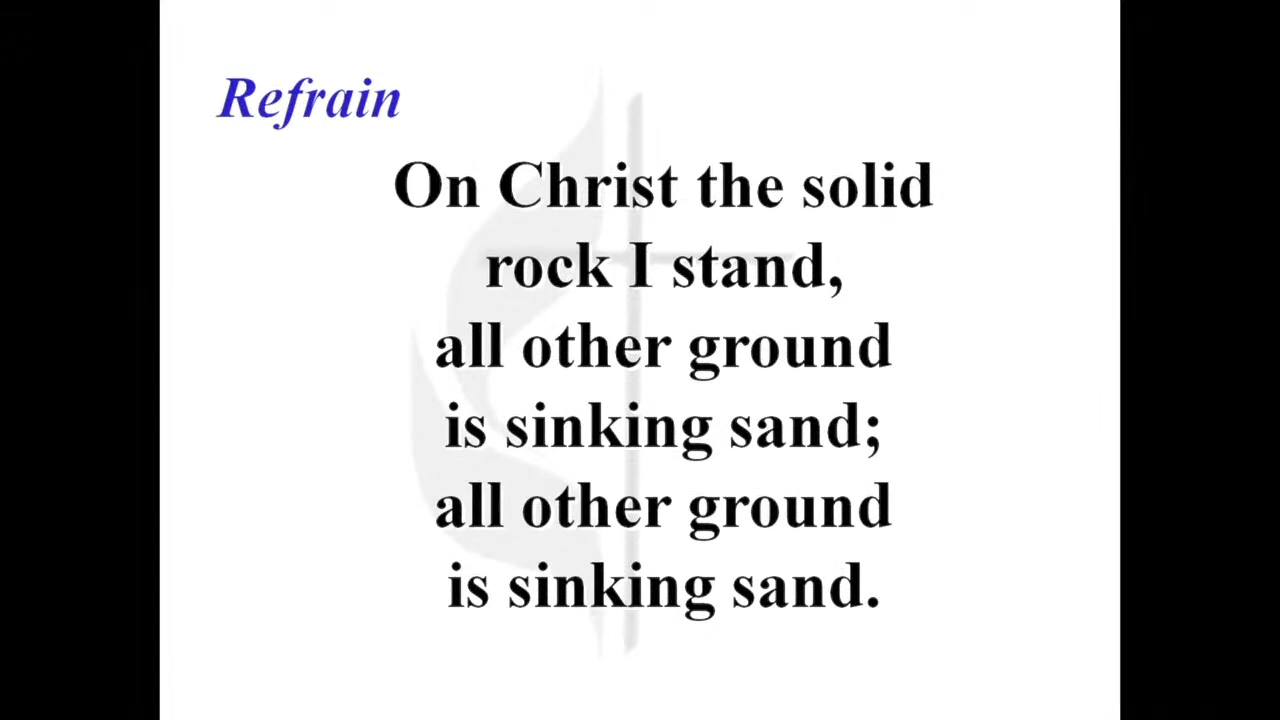 Refrain
On Christ the solid
rock I stand,
all other ground
is sinking sand;
all other ground
is sinking sand.